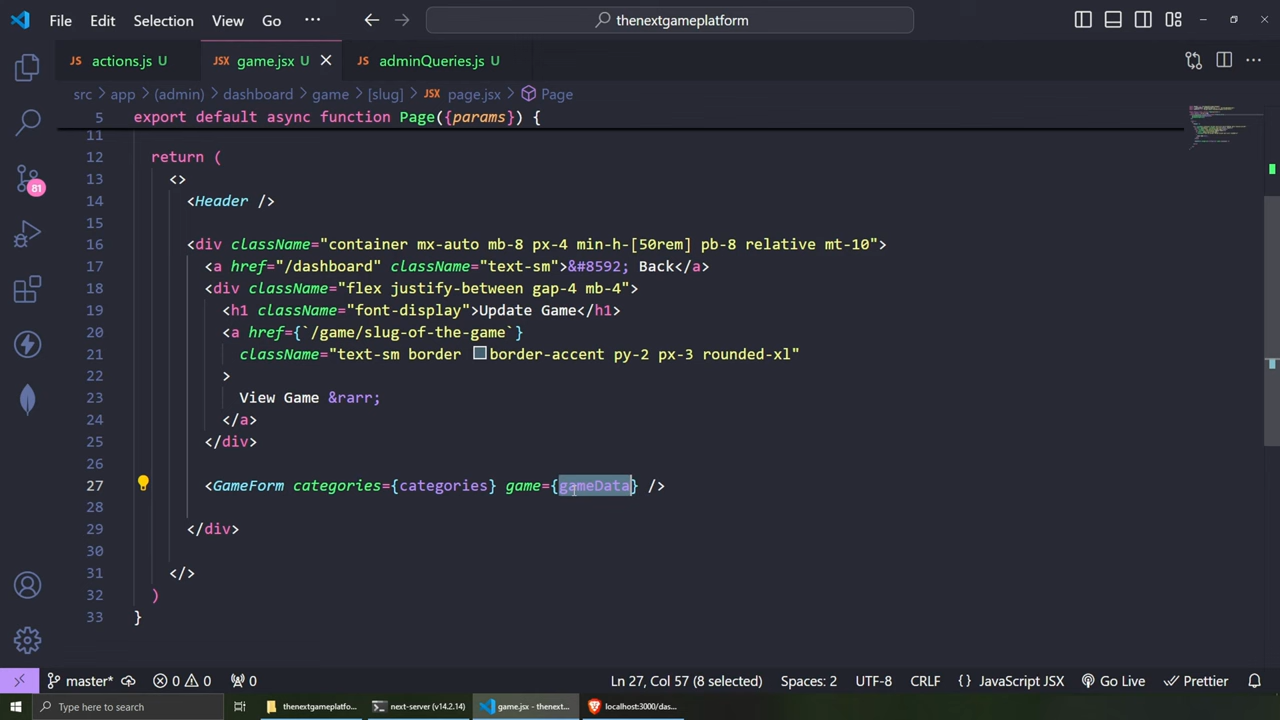 File Edit Selection View Go ··· thenextgameplatform
JS actions.js U JSX game.jsx U JS adminQueries.js U
src > app > (admin) > dashboard > game > [slug] > JSX page.jsx > Page
5 export default async function Page({params}) {
11
12 return (
13 <>
14 <Header />
15
16 <div className="container mx-auto mb-8 px-4 min-h-[50rem] pb-8 relative mt-10">
17 <a href="/dashboard" className="text-sm">&#8592; Back</a>
18 <div className="flex justify-between gap-4 mb-4">
19 <h1 className="font-display">Update Game</h1>
20 <a href={`/game/slug-of-the-game`}
21 className="text-sm border border-accent py-2 px-3 rounded-xl"
22 >
23 View Game &rarr;
24 </a>
25 </div>
26
27 <GameForm categories={categories} game={gameData} />
28
29 </div>
30
31 </>
32 )
33 }
81
master* 0 0 0 Ln 27, Col 57 (8 selected) Spaces: 2 UTF-8 CRLF {} JavaScript JSX Go Live Prettier
Type here to search thenextgameplatfo... next-server (v14.2.14) game.jsx - thenext... localhost:3000/das...